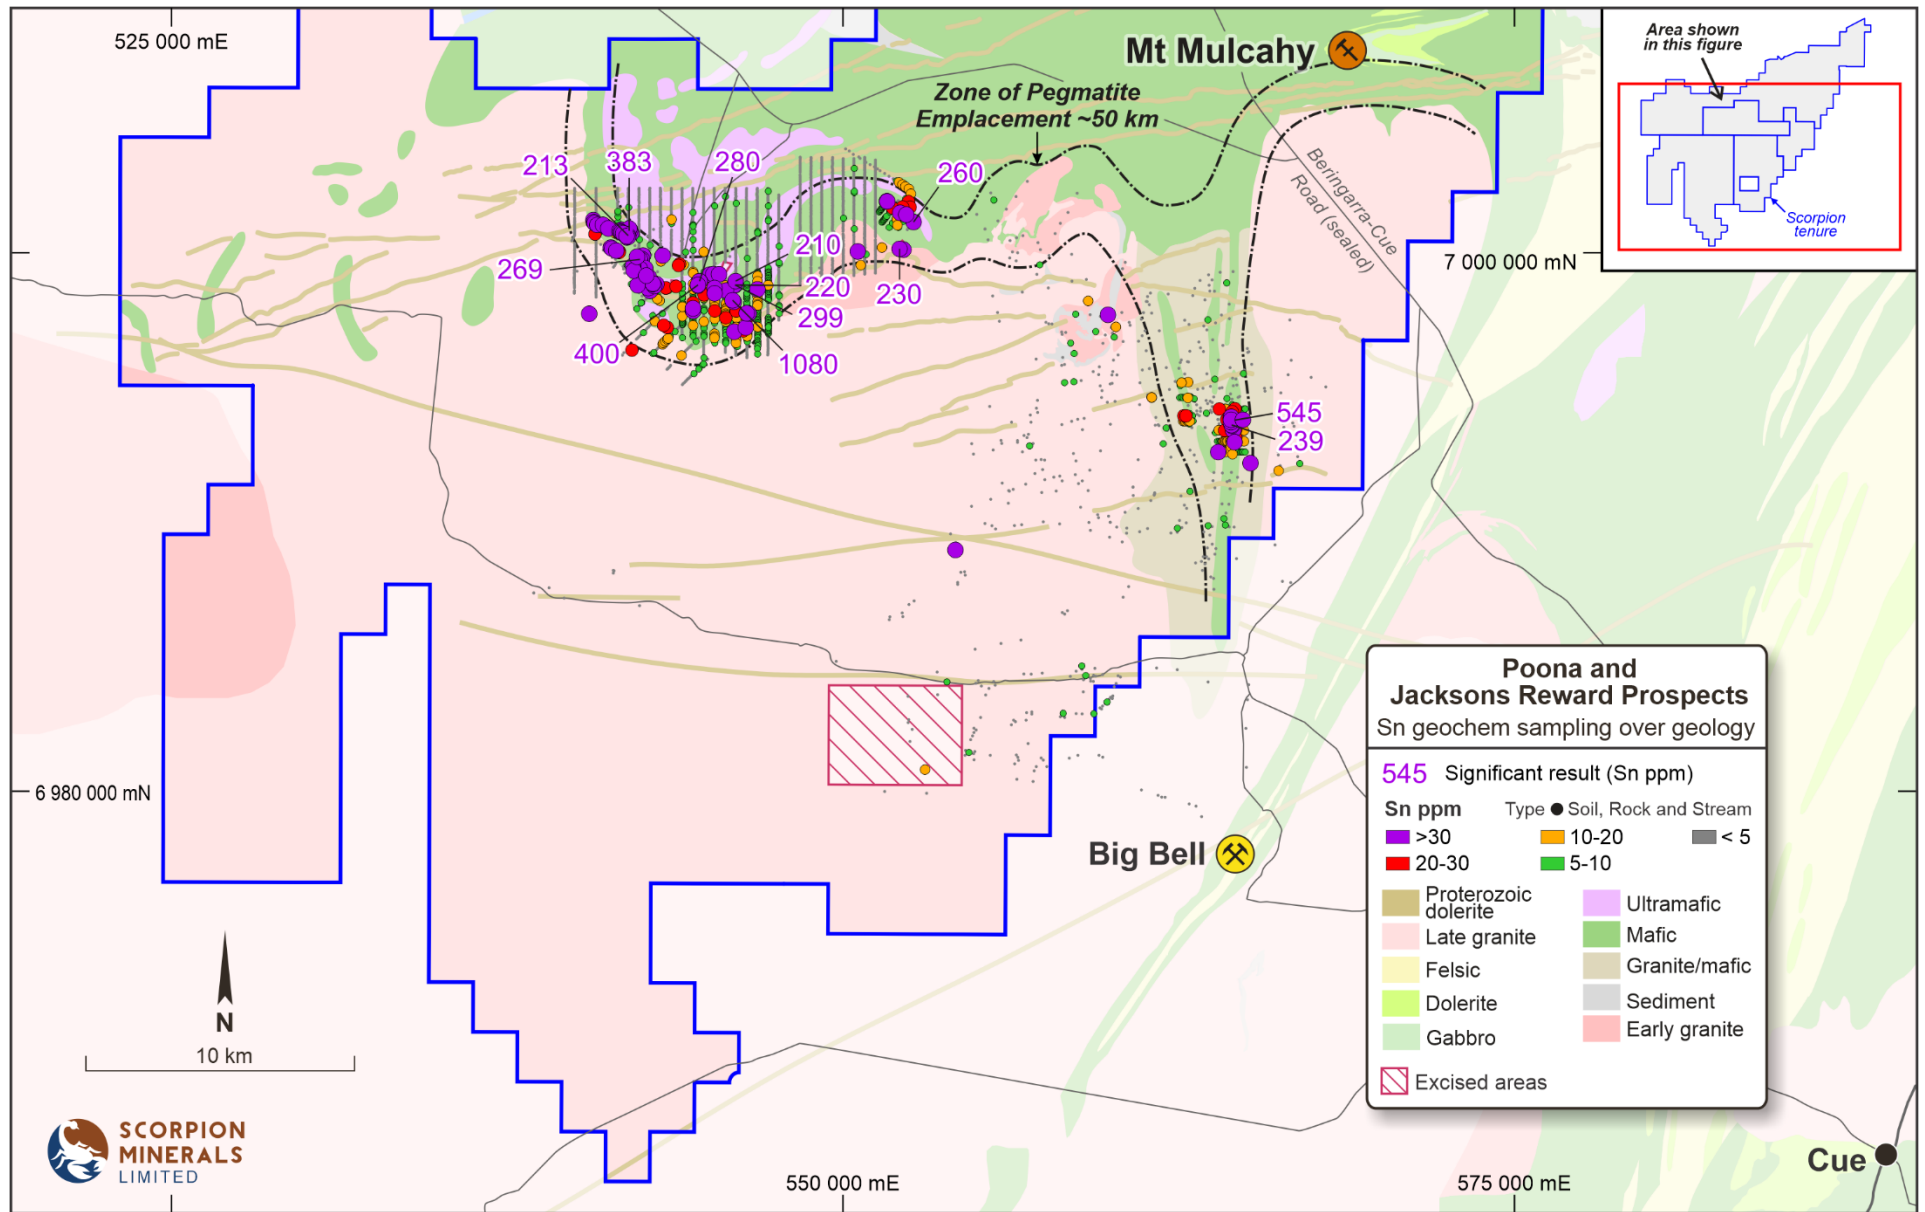 525 000 mE
Mt Mulcahy
Area shown
in this figure
Scorpion
tenure
Zone of Pegmatite
Emplacement ~50 km
Beringarra-Cue
Road (sealed)
213
383
280
260
269
210
220
230
299
400
1080
7 000 000 mN
545
239
6 980 000 mN
Big Bell
Poona and
Jacksons Reward Prospects
Sn geochem sampling over geology
545 Significant result (Sn ppm)
Sn ppm Type ● Soil, Rock and Stream
>30 10-20 < 5
20-30 5-10
Proterozoic
dolerite
Ultramafic
Late granite
Mafic
Felsic
Granite/mafic
Dolerite
Sediment
Gabbro
Early granite
Excised areas
N
10 km
SCORPION
MINERALS
LIMITED
550 000 mE
575 000 mE
Cue